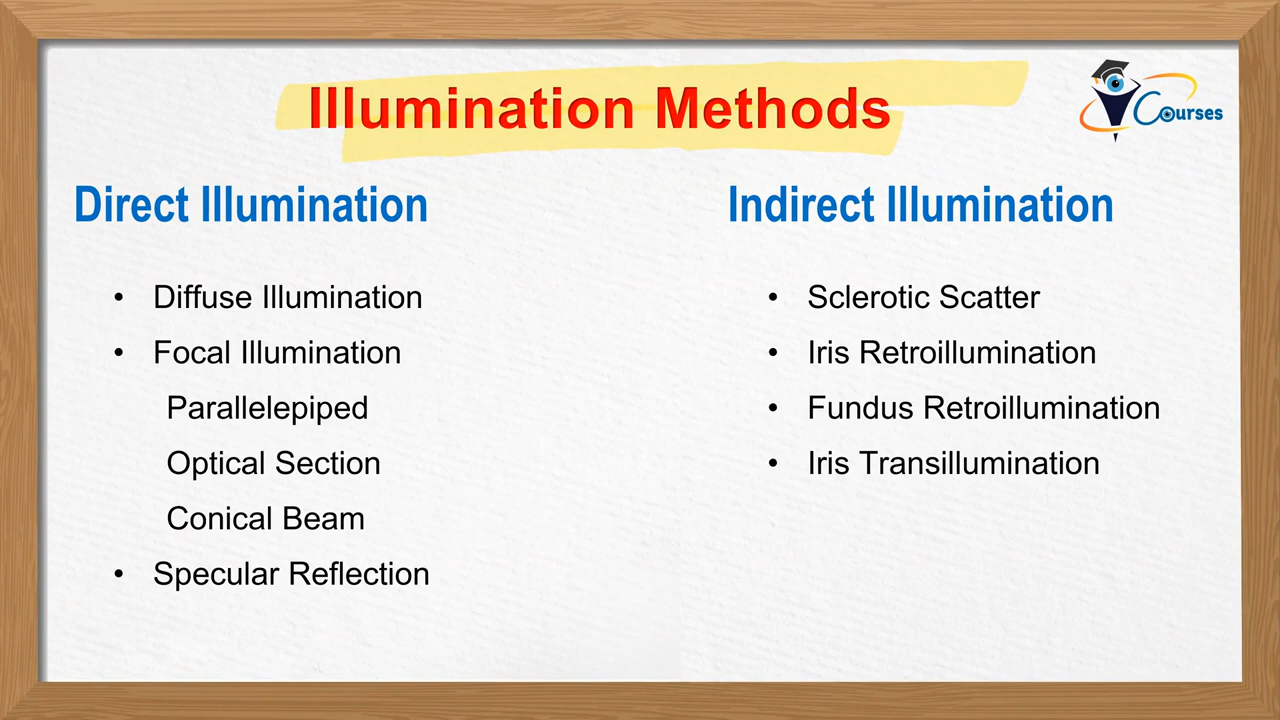 Illumination Methods
Courses
Direct Illumination
• Diffuse Illumination
• Focal Illumination
Parallelepiped
Optical Section
Conical Beam
• Specular Reflection
Indirect Illumination
• Sclerotic Scatter
• Iris Retroillumination
• Fundus Retroillumination
• Iris Transillumination